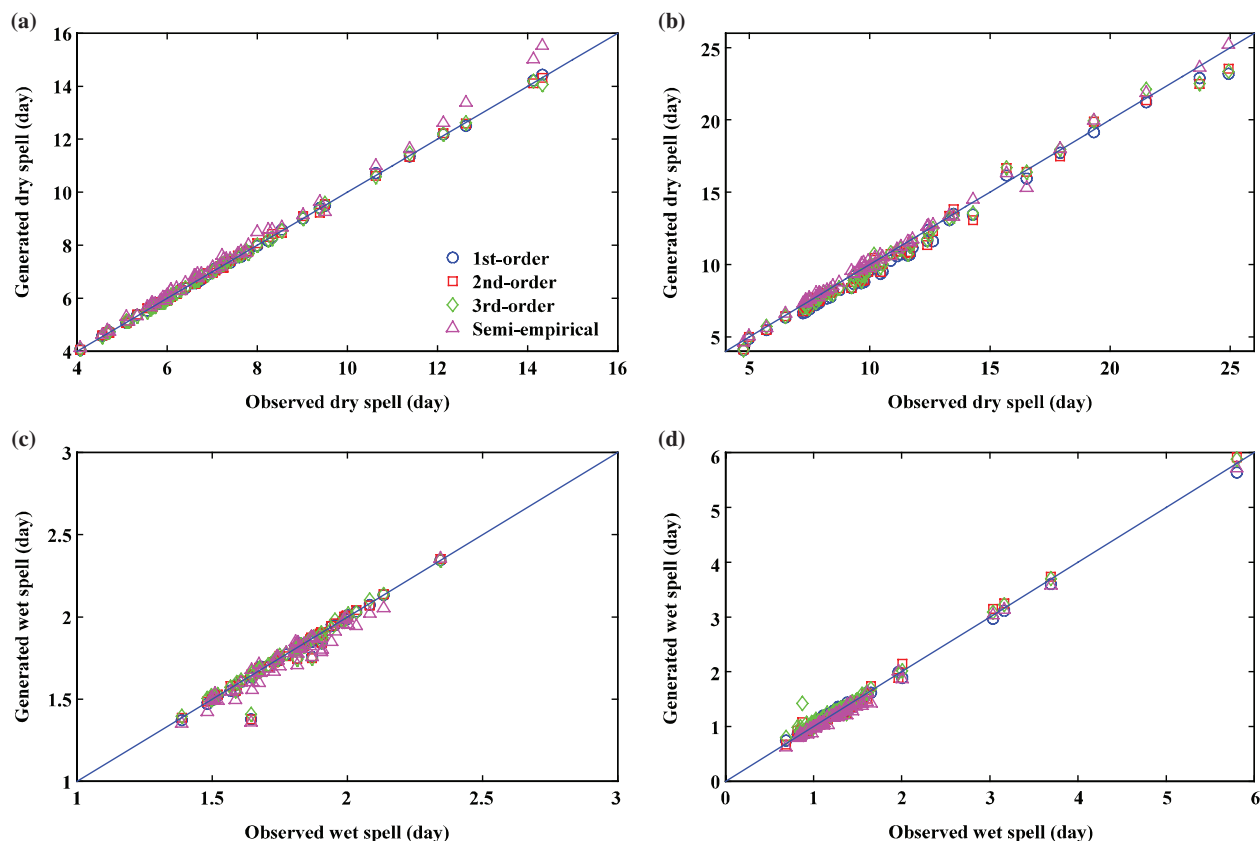 (a)
16
14
12
10
8
6
4
Generated dry spell (day)
1st-order
2nd-order
3rd-order
Semi-empirical
4 6 8 10 12 14 16
Observed dry spell (day)
(b)
25
20
15
10
5
Generated dry spell (day)
5 10 15 20 25
Observed dry spell (day)
(c)
3
2.5
2
1.5
1
Generated wet spell (day)
1 1.5 2 2.5 3
Observed wet spell (day)
(d)
6
5
4
3
2
1
0
Generated wet spell (day)
0 1 2 3 4 5 6
Observed wet spell (day)